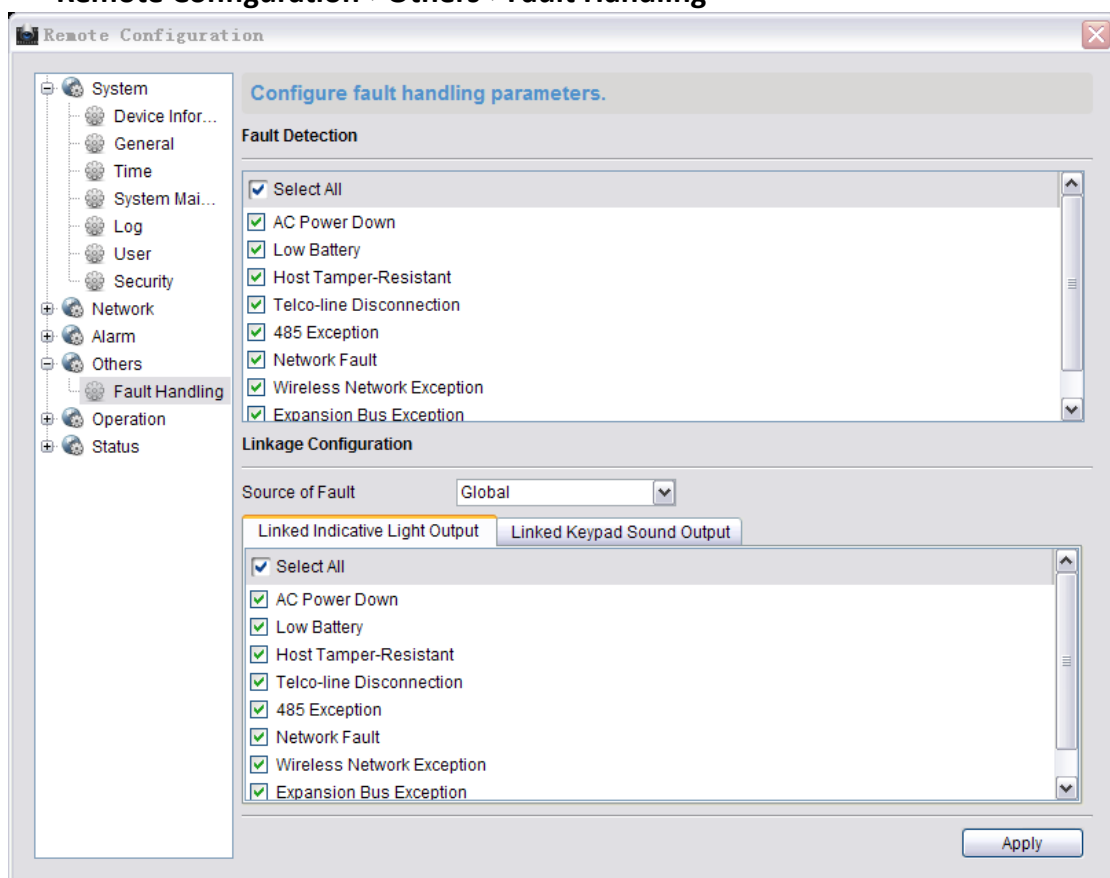 Remote Configuration
System
Device Infor...
General
Time
System Mai...
Log
User
Security
Network
Alarm
Others
Fault Handling
Operation
Status
Configure fault handling parameters.
Fault Detection
Select All
AC Power Down
Low Battery
Host Tamper-Resistant
Telco-line Disconnection
485 Exception
Network Fault
Wireless Network Exception
Expansion Bus Exception
Linkage Configuration
Source of Fault Global
Linked Indicative Light Output Linked Keypad Sound Output
Select All
AC Power Down
Low Battery
Host Tamper-Resistant
Telco-line Disconnection
485 Exception
Network Fault
Wireless Network Exception
Expansion Bus Exception
Apply